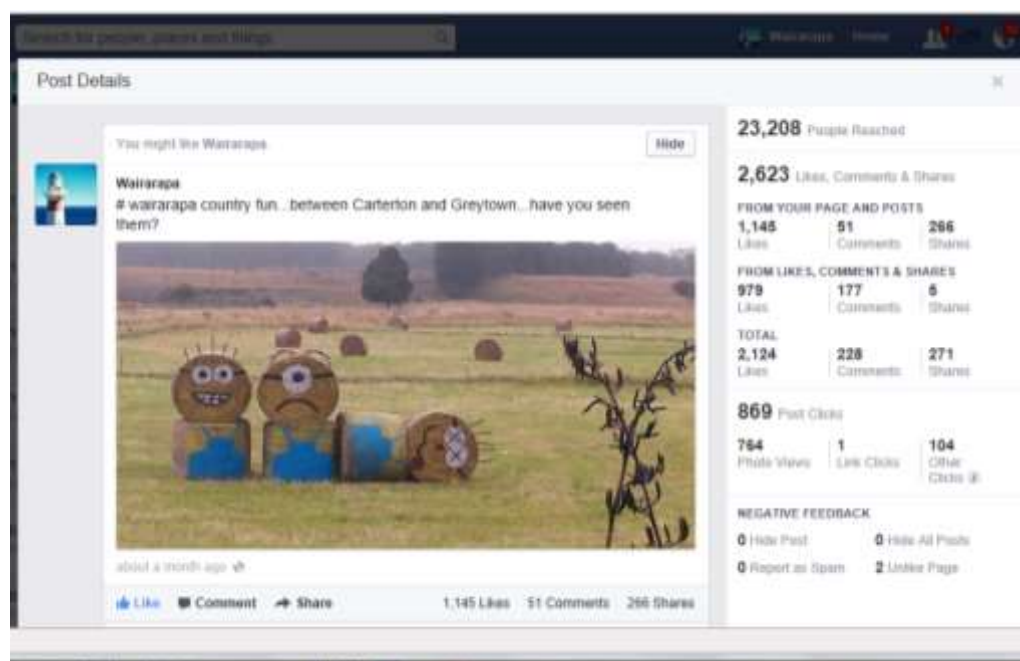 Search for people, places and things
Wairarapa Home
Post Details
You might like Wairarapa
Hide
Wairarapa
# wairarapa country fun...between Carterton and Greytown...have you seen
them?
about a month ago
Like Comment Share 1,145 Likes 51 Comments 266 Shares
23,208 People Reached
2,623 Likes, Comments & Shares
FROM YOUR PAGE AND POSTS
1,145 51 266
Likes Comments Shares
FROM LIKES, COMMENTS & SHARES
979 177 5
Likes Comments Shares
TOTAL
2,124 228 271
Likes Comments Shares
869 Post Clicks
764 1 104
Photo Views Link Clicks Other
Clicks
NEGATIVE FEEDBACK
0 Hide Post 0 Hide All Posts
0 Report as Spam 2 Unlike Page